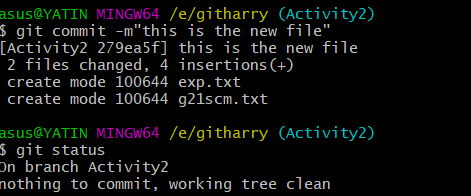 asus@YATIN MINGW64 /e/githarry (Activity2)
$ git commit -m"this is the new file"
[Activity2 279ea5f] this is the new file
 2 files changed, 4 insertions(+)
 create mode 100644 exp.txt
 create mode 100644 g21scm.txt
asus@YATIN MINGW64 /e/githarry (Activity2)
$ git status
On branch Activity2
nothing to commit, working tree clean